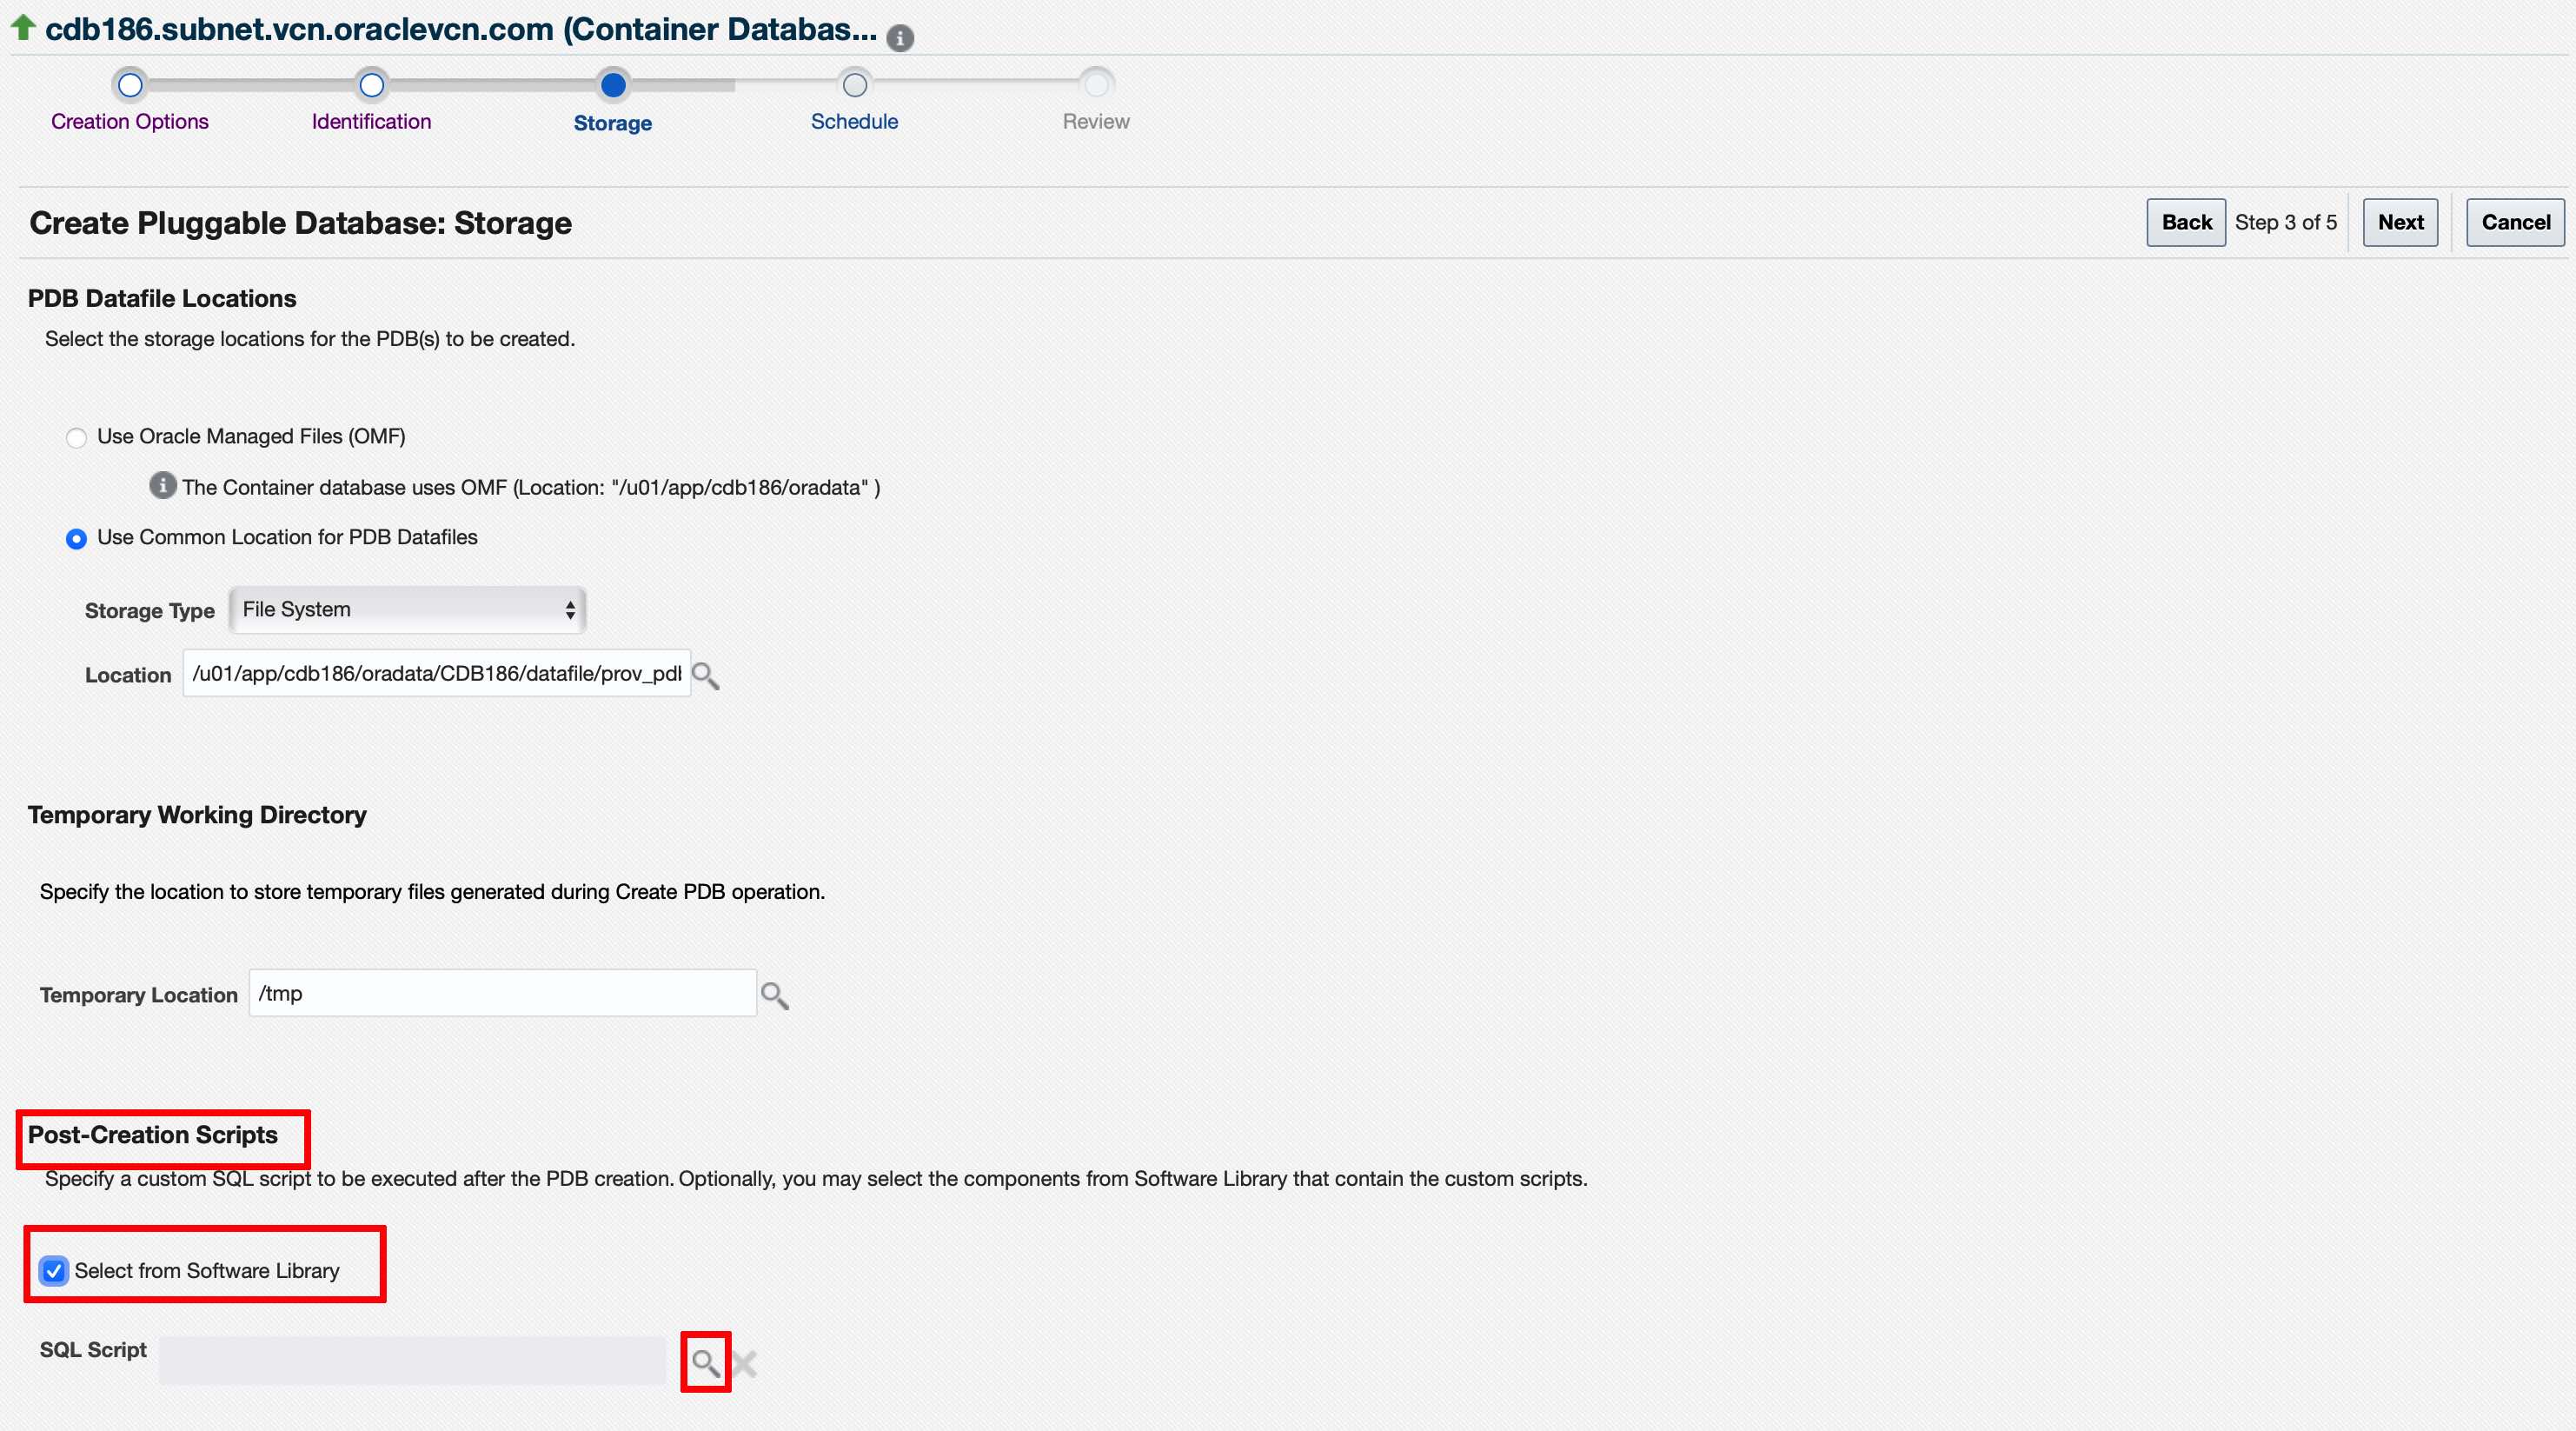 cdb186.subnet.vcn.oraclevcn.com (Container Databas...
Creation Options Identification Storage Schedule Review
Create Pluggable Database: Storage Back Step 3 of 5 Next Cancel
PDB Datafile Locations
Select the storage locations for the PDB(s) to be created.
Use Oracle Managed Files (OMF)
The Container database uses OMF (Location: "/u01/app/cdb186/oradata" )
Use Common Location for PDB Datafiles
Storage Type File System
Location /u01/app/cdb186/oradata/CDB186/datafile/prov_pdb
Temporary Working Directory
Specify the location to store temporary files generated during Create PDB operation.
Temporary Location /tmp
Post-Creation Scripts
Specify a custom SQL script to be executed after the PDB creation. Optionally, you may select the components from Software Library that contain the custom scripts.
Select from Software Library
SQL Script